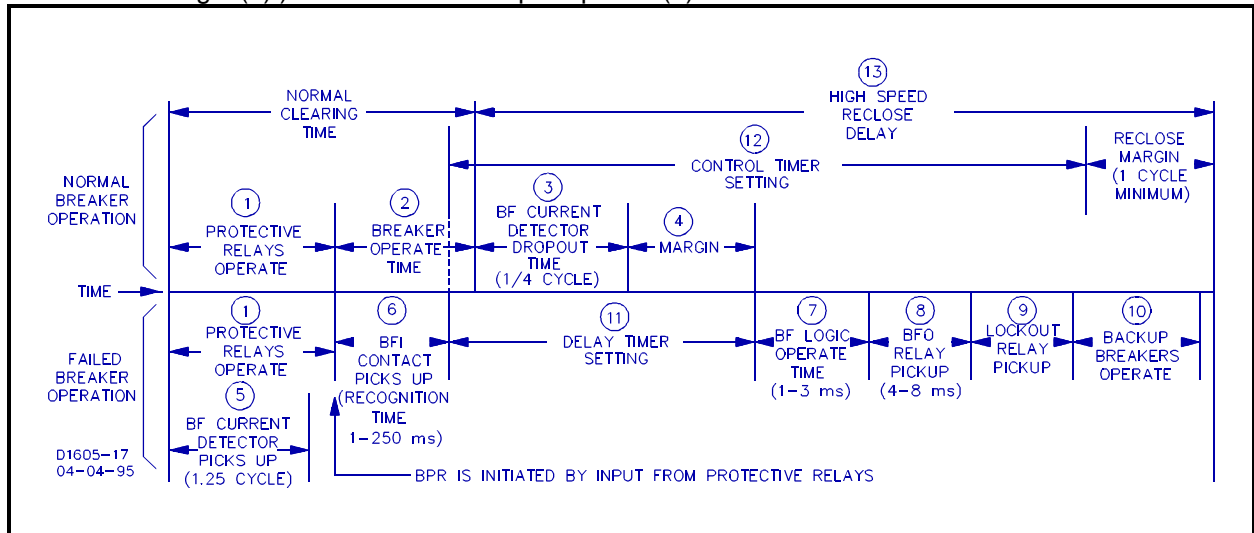 13
HIGH SPEED
RECLOSE
DELAY
NORMAL
CLEARING
TIME
12
CONTROL TIMER
SETTING
RECLOSE
MARGIN
(1 CYCLE
MINIMUM)
NORMAL
BREAKER
OPERATION
1
PROTECTIVE
RELAYS
OPERATE
2
BREAKER
OPERATE
TIME
3
BF CURRENT
DETECTOR
DROPOUT
TIME
(1/4 CYCLE)
4
MARGIN
TIME
FAILED
BREAKER
OPERATION
1
PROTECTIVE
RELAYS
OPERATE
5
BF CURRENT
DETECTOR
PICKS UP
(1.25 CYCLE)
6
BFI
CONTACT
PICKS UP
(RECOGNITION
TIME
1-250 ms)
11
DELAY TIMER
SETTING
7
BF LOGIC
OPERATE
TIME
(1-3 ms)
8
BFO
RELAY
PICKUP
(4-8 ms)
9
LOCKOUT
RELAY
PICKUP
10
BACKUP
BREAKERS
OPERATE
BPR IS INITIATED BY INPUT FROM PROTECTIVE RELAYS
D1605-17
04-04-95